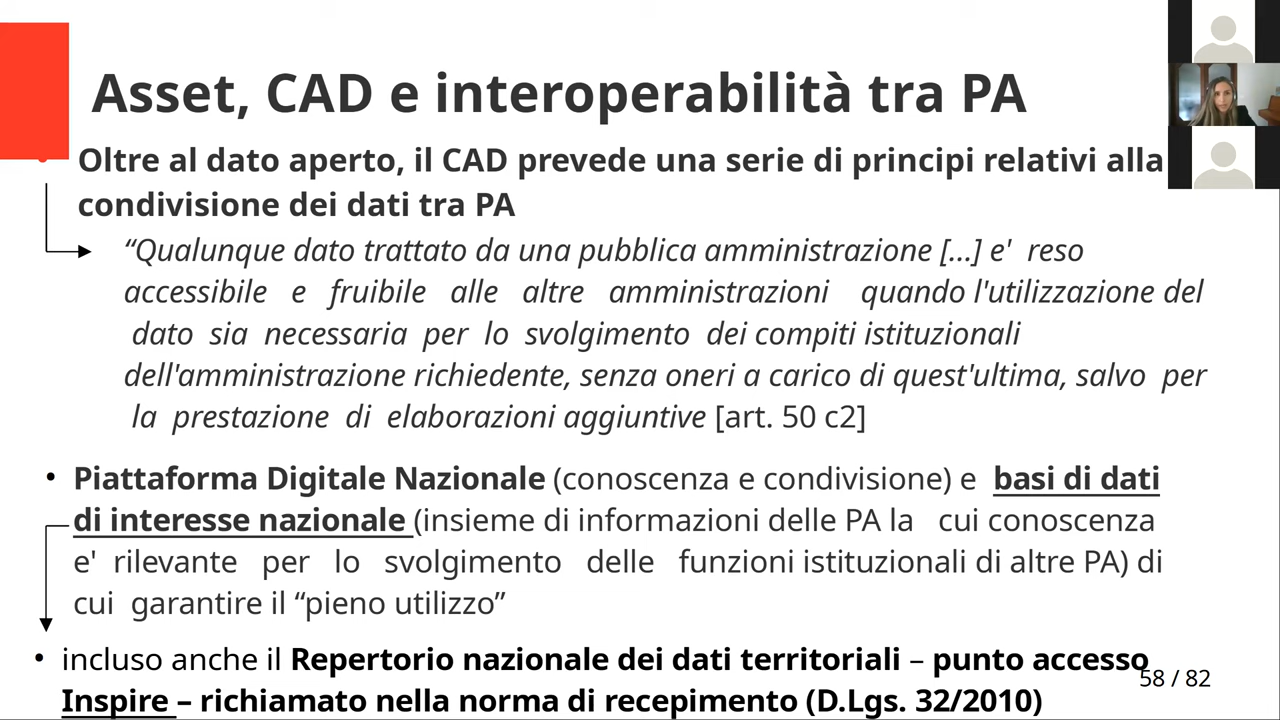 Asset, CAD e interoperabilità tra PA
Oltre al dato aperto, il CAD prevede una serie di principi relativi alla
condivisione dei dati tra PA
“Qualunque dato trattato da una pubblica amministrazione [...] e' reso
accessibile e fruibile alle altre amministrazioni quando l'utilizzazione del
dato sia necessaria per lo svolgimento dei compiti istituzionali
dell'amministrazione richiedente, senza oneri a carico di quest'ultima, salvo per
la prestazione di elaborazioni aggiuntive [art. 50 c2]
• Piattaforma Digitale Nazionale (conoscenza e condivisione) e basi di dati
di interesse nazionale (insieme di informazioni delle PA la cui conoscenza
e' rilevante per lo svolgimento delle funzioni istituzionali di altre PA) di
cui garantire il “pieno utilizzo”
• incluso anche il Repertorio nazionale dei dati territoriali – punto accesso
Inspire – richiamato nella norma di recepimento (D.Lgs. 32/2010)
58 / 82